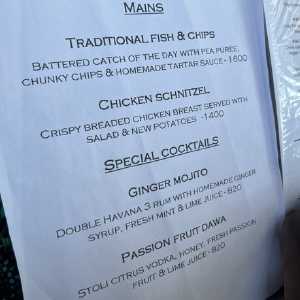 MAINS
TRADITIONAL FISH & CHIPS
BATTERED CATCH OF THE DAY WITH PEA PUREE,
CHUNKY CHIPS & HOMEMADE TARTAR SAUCE - 1600
CHICKEN SCHNITZEL
CRISPY BREADED CHICKEN BREAST SERVED WITH
SALAD & NEW POTATOES - 1400
SPECIAL COCKTAILS
GINGER MOJITO
DOUBLE HAVANA 3 RUM WITH HOMEMADE GINGER
SYRUP, FRESH MINT & LIME JUICE - 820
PASSION FRUIT DAWA
STOLI CITRUS VODKA, HONEY, FRESH PASSION
FRUIT & LIME JUICE - 820